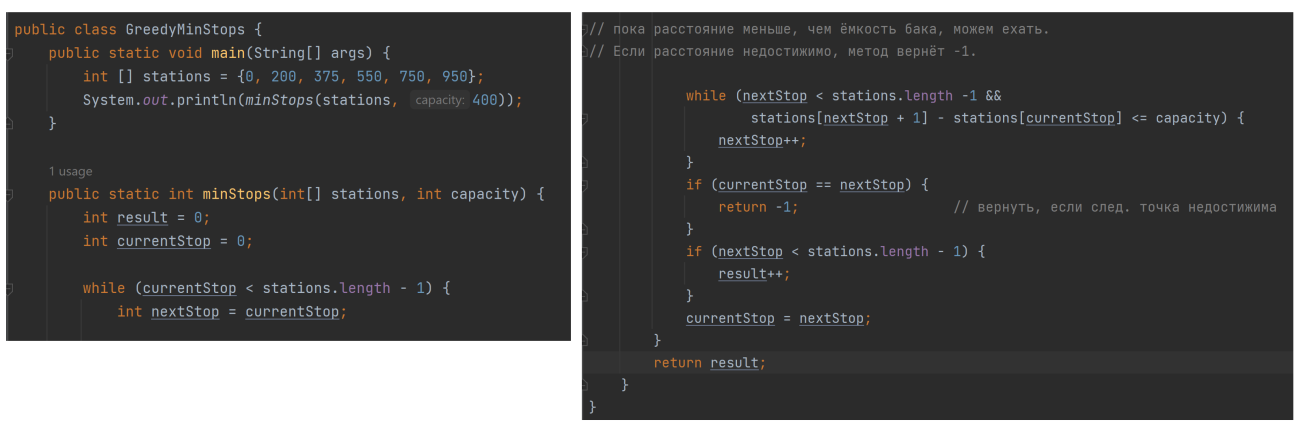 public class GreedyMinStops {
    public static void main(String[] args) {
        int [] stations = {0, 200, 375, 550, 750, 950};
        System.out.println(minStops(stations, capacity: 400));
    }
    1 usage
    public static int minStops(int[] stations, int capacity) {
        int result = 0;
        int currentStop = 0;
        while (currentStop < stations.length - 1) {
            int nextStop = currentStop;
// пока расстояние меньше, чем ёмкость бака, можем ехать.
// Если расстояние недостижимо, метод вернёт -1.
            while (nextStop < stations.length -1 &&
                    stations[nextStop + 1] - stations[currentStop] <= capacity) {
                nextStop++;
            }
            if (currentStop == nextStop) {
                return -1;                   // вернуть, если след. точка недостижима
            }
            if (nextStop < stations.length - 1) {
                result++;
            }
            currentStop = nextStop;
        }
        return result;
    }
}